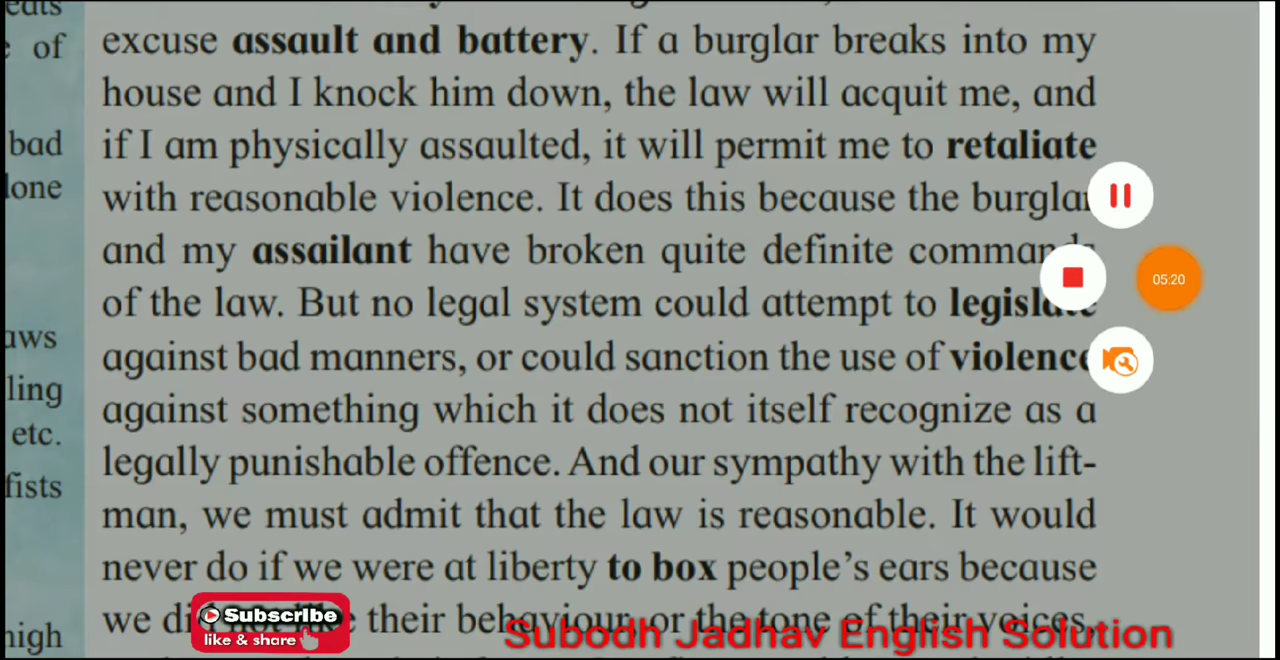 eats
of
bad
lone
aws
ling
etc.
fists
high
excuse assault and battery. If a burglar breaks into my
house and I knock him down, the law will acquit me, and
if I am physically assaulted, it will permit me to retaliate
with reasonable violence. It does this because the burglar
and my assailant have broken quite definite commands
of the law. But no legal system could attempt to legislate
against bad manners, or could sanction the use of violence
against something which it does not itself recognize as a
legally punishable offence. And our sympathy with the lift-
man, we must admit that the law is reasonable. It would
never do if we were at liberty to box people's ears because
we did not like their behaviour, or the tone of their voices,
05:20
Subscribe
like & share
Subodh Jadhav English Solution